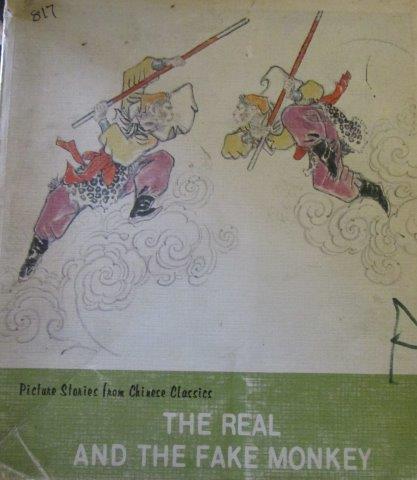 817
Picture Stories from Chinese Classics
THE REAL
AND THE FAKE MONKEY